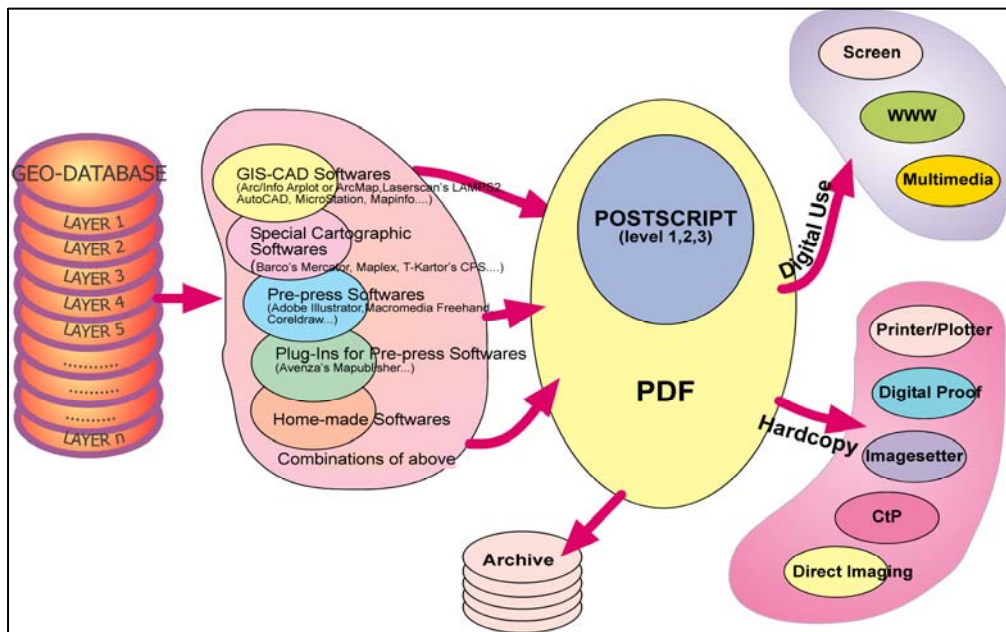 GEO-DATABASE
LAYER 1
LAYER 2
LAYER 3
LAYER 4
LAYER 5
..........
..........
..........
LAYER n
GIS-CAD Softwares
(Arc/Info Arplot or ArcMap,Laserscan's LAMPS2
AutoCAD, MicroStation, Mapinfo....)
Special Cartographic
Softwares
(Barco's Mercator, Maplex, T-Kartor's CPS....)
Pre-press Softwares
(Adobe Illustrator,Macromedia Freehand
Coreldraw...)
Plug-Ins for Pre-press Softwares
(Avenza's Mapublisher...)
Home-made Softwares
Combinations of above
POSTSCRIPT
(level 1,2,3)
PDF
Archive
Digital Use
Screen
WWW
Multimedia
Hardcopy
Printer/Plotter
Digital Proof
Imagesetter
CtP
Direct Imaging